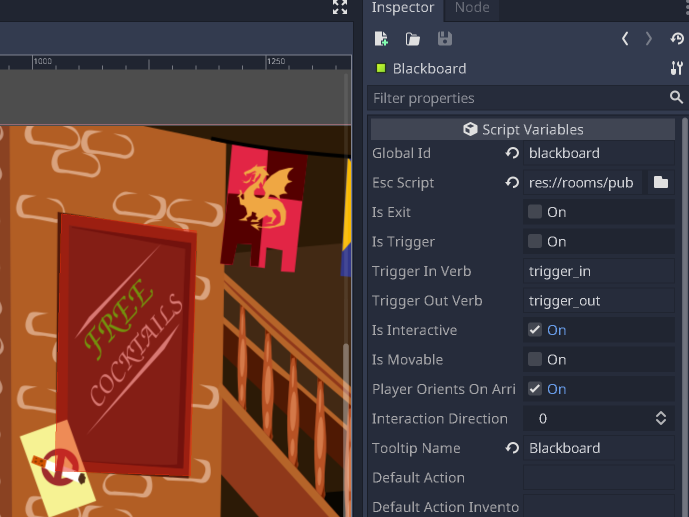 Inspector
Node
Blackboard
Filter properties
1000
1250
Script Variables
Global Id blackboard
Esc Script res://rooms/pub
Is Exit On
Is Trigger On
Trigger In Verb trigger_in
Trigger Out Verb trigger_out
Is Interactive On
Is Movable On
Player Orients On Arri On
Interaction Direction 0
Tooltip Name Blackboard
Default Action
Default Action Invento
FREE
COCKTAILS